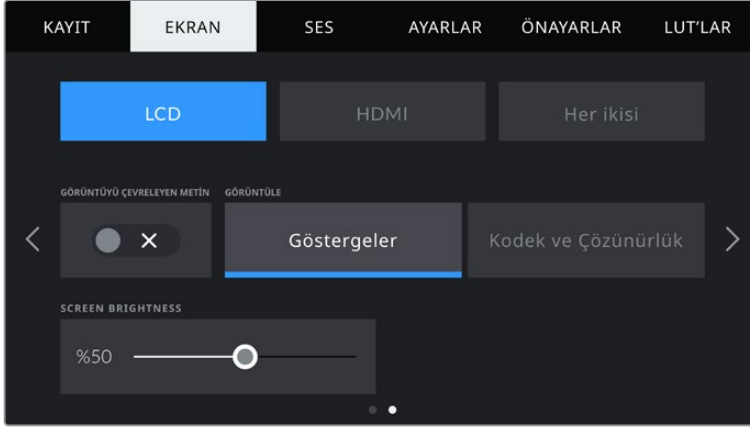 KAYIT EKRAN SES AYARLAR ÖNAYARLAR LUT’LAR
LCD HDMI Her ikisi
GÖRÜNTÜYÜ ÇEVRELEYEN METİN GÖRÜNTÜLE
Göstergeler Kodek ve Çözünürlük
SCREEN BRIGHTNESS
%50